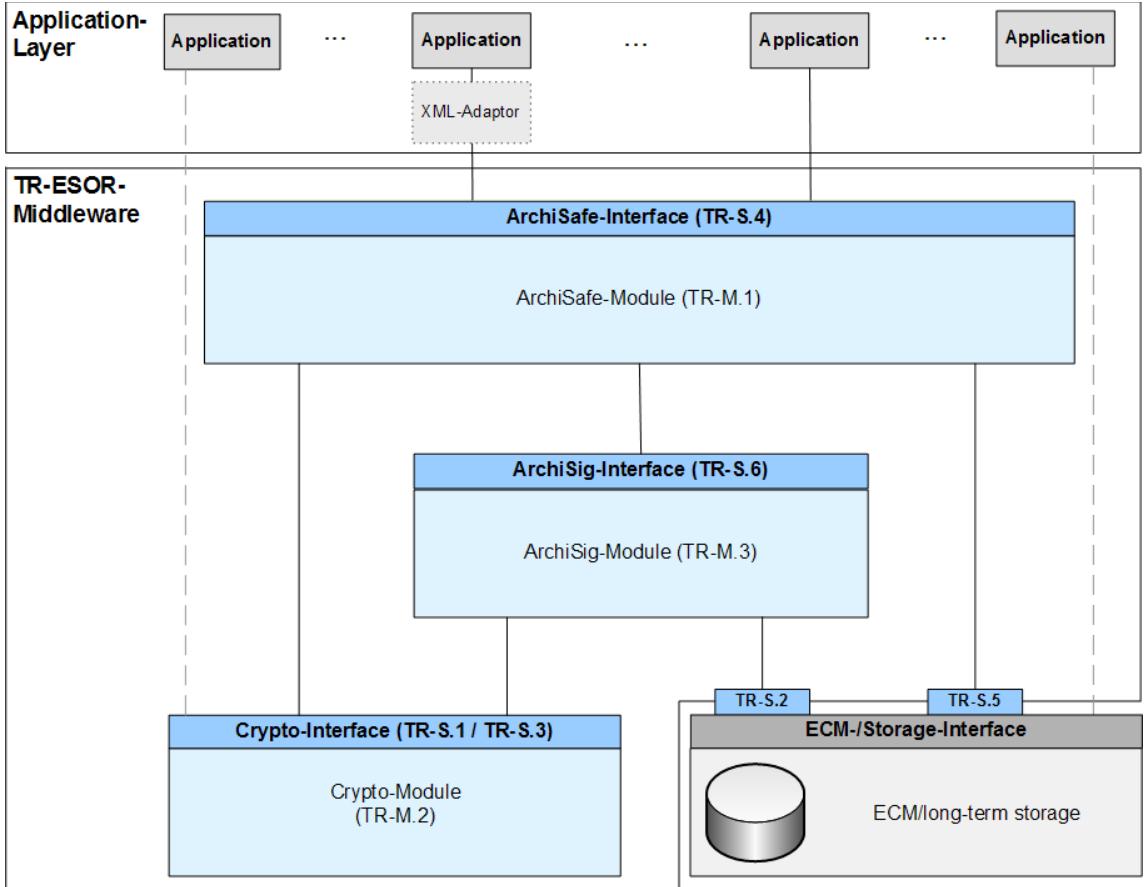 Application-
Layer
Application
...
Application
...
Application
...
Application
XML-Adaptor
TR-ESOR-
Middleware
ArchiSafe-Interface (TR-S.4)
ArchiSafe-Module (TR-M.1)
ArchiSig-Interface (TR-S.6)
ArchiSig-Module (TR-M.3)
TR-S.2
TR-S.5
Crypto-Interface (TR-S.1 / TR-S.3)
ECM-/Storage-Interface
Crypto-Module
(TR-M.2)
ECM/long-term storage